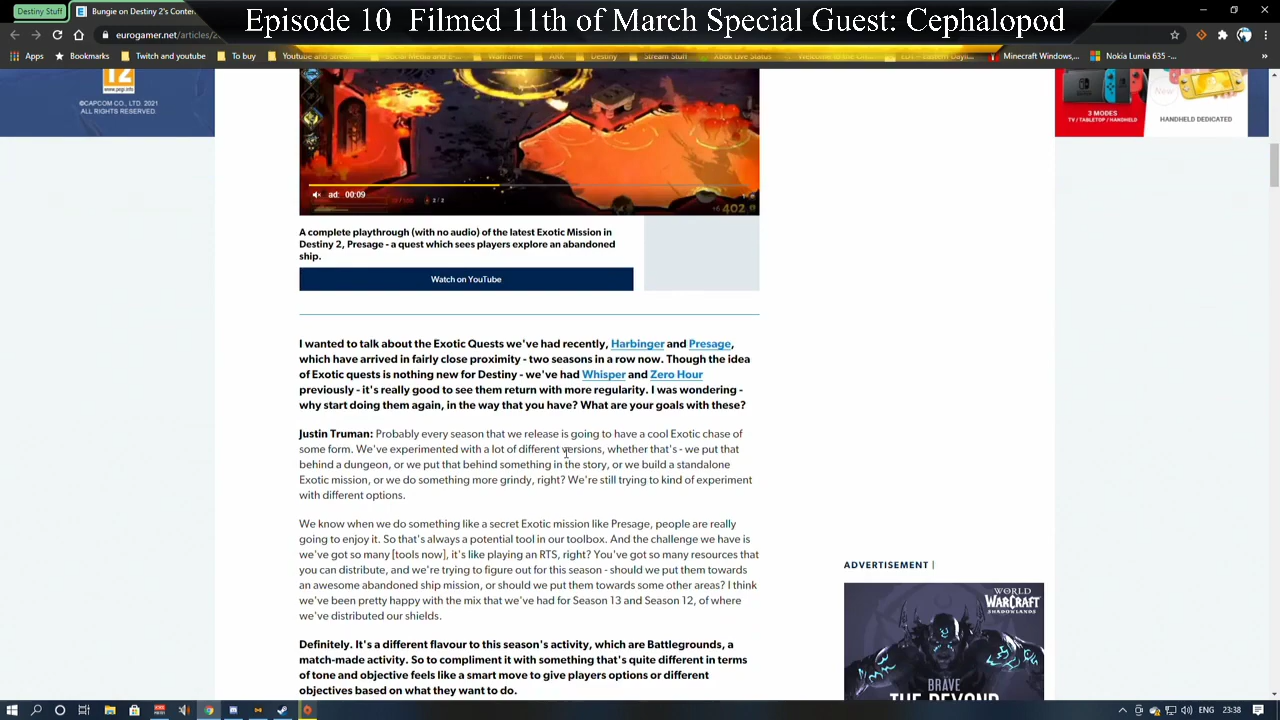 Episode 10 11th of March Special Guest: Cephalopod
Destiny Stuff
Bungie on Destiny 2's
eurogamer.net/articles/2
Apps
Bookmarks
Twitch and youtube
To buy
Warframe
ARK
Destiny
Stream Stuff
Xbox Live Status
Minecraft Windows,...
Nokia Lumia 635 -...
12
www.pegi.info
©CAPCOM CO., LTD. 2021
ALL RIGHTS RESERVED.
3 MODES
TV / TABLETOP / HANDHELD
New
HANDHELD DEDICATED
ad: 00:09
2 / 2
402
A complete playthrough (with no audio) of the latest Exotic Mission in
Destiny 2, Presage - a quest which sees players explore an abandoned
ship.
Watch on YouTube
I wanted to talk about the Exotic Quests we've had recently, Harbinger and Presage,
which have arrived in fairly close proximity - two seasons in a row now. Though the idea
of Exotic quests is nothing new for Destiny - we've had Whisper and Zero Hour
previously - it's really good to see them return with more regularity. I was wondering -
why start doing them again, in the way that you have? What are your goals with these?
Justin Truman: Probably every season that we release is going to have a cool Exotic chase of
some form. We've experimented with a lot of different versions, whether that's - we put that
behind a dungeon, or we put that behind something in the story, or we build a standalone
Exotic mission, or we do something more grindy, right? We're still trying to kind of experiment
with different options.
We know when we do something like a secret Exotic mission like Presage, people are really
going to enjoy it. So that's always a potential tool in our toolbox. And the challenge we have is
we've got so many [tools now], it's like playing an RTS, right? You've got so many resources that
you can distribute, and we're trying to figure out for this season - should we put them towards
an awesome abandoned ship mission, or should we put them towards some other areas? I think
we've been pretty happy with the mix that we've had for Season 13 and Season 12, of where
we've distributed our shields.
Definitely. It's a different flavour to this season's activity, which are Battlegrounds, a
match-made activity. So to compliment it with something that's quite different in terms
of tone and objective feels like a smart move to give players options or different
objectives based on what they want to do.
ADVERTISEMENT |
WORLD
WARCRAFT
SHADOWLANDS
BRAVE
THE BEYOND
ENG
23:38